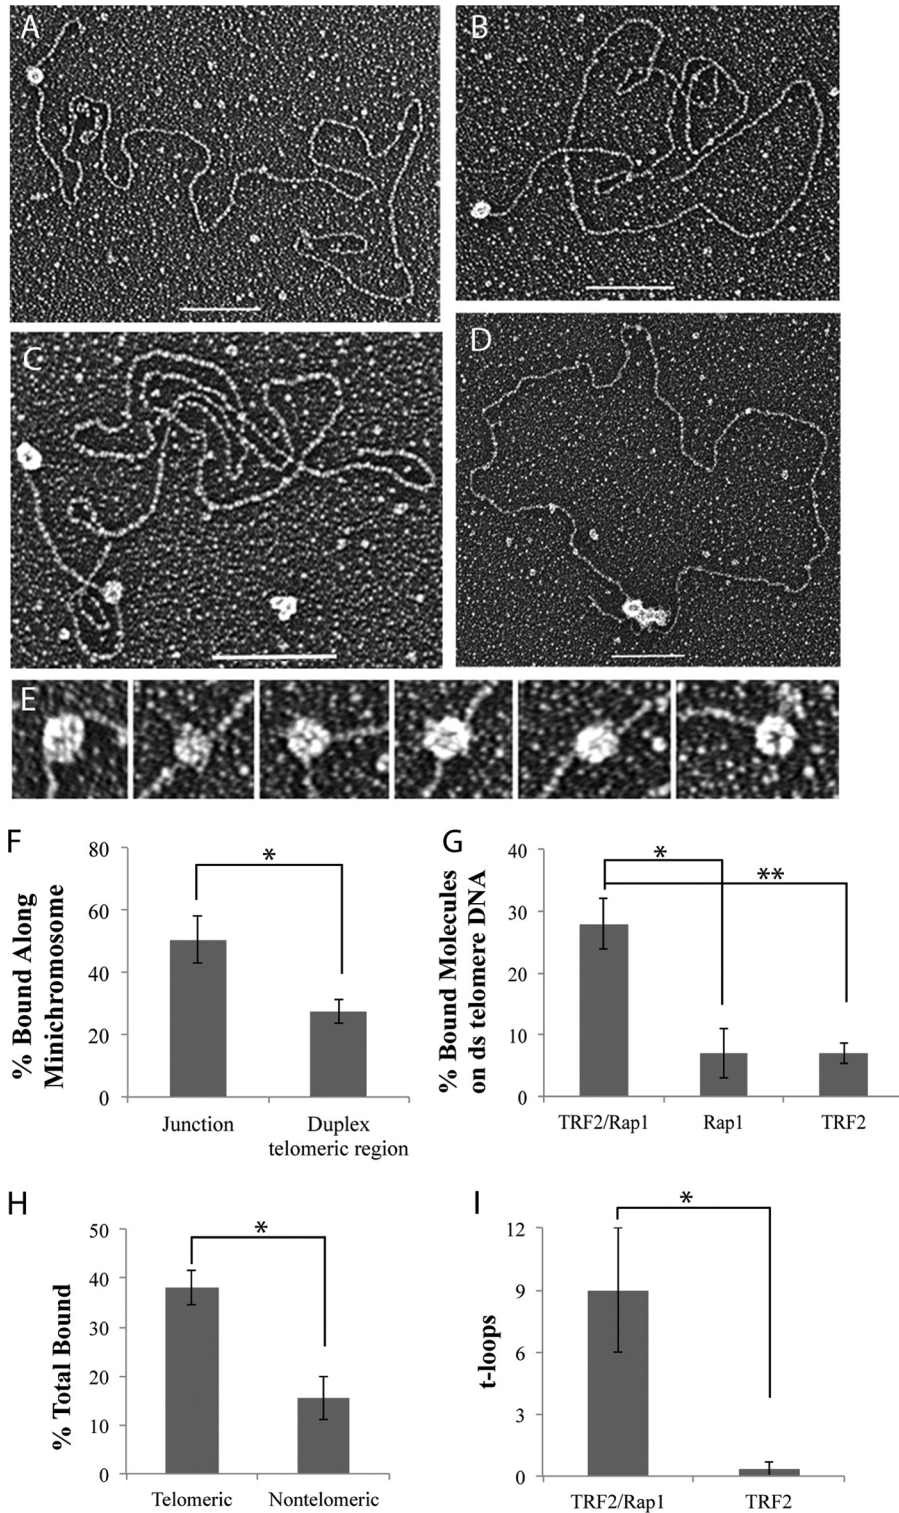 A
B
C
D
E
F
% Bound Along
Minichromosome
80
60
40
20
0
*
Junction
Duplex
telomeric region
G
% Bound Molecules
on ds telomere DNA
40
30
20
10
0
*
**
TRF2/Rap1
Rap1
TRF2
H
% Total Bound
50
40
30
20
10
0
*
Telomeric
Nontelomeric
I
t-loops
12
9
6
3
0
*
TRF2/Rap1
TRF2